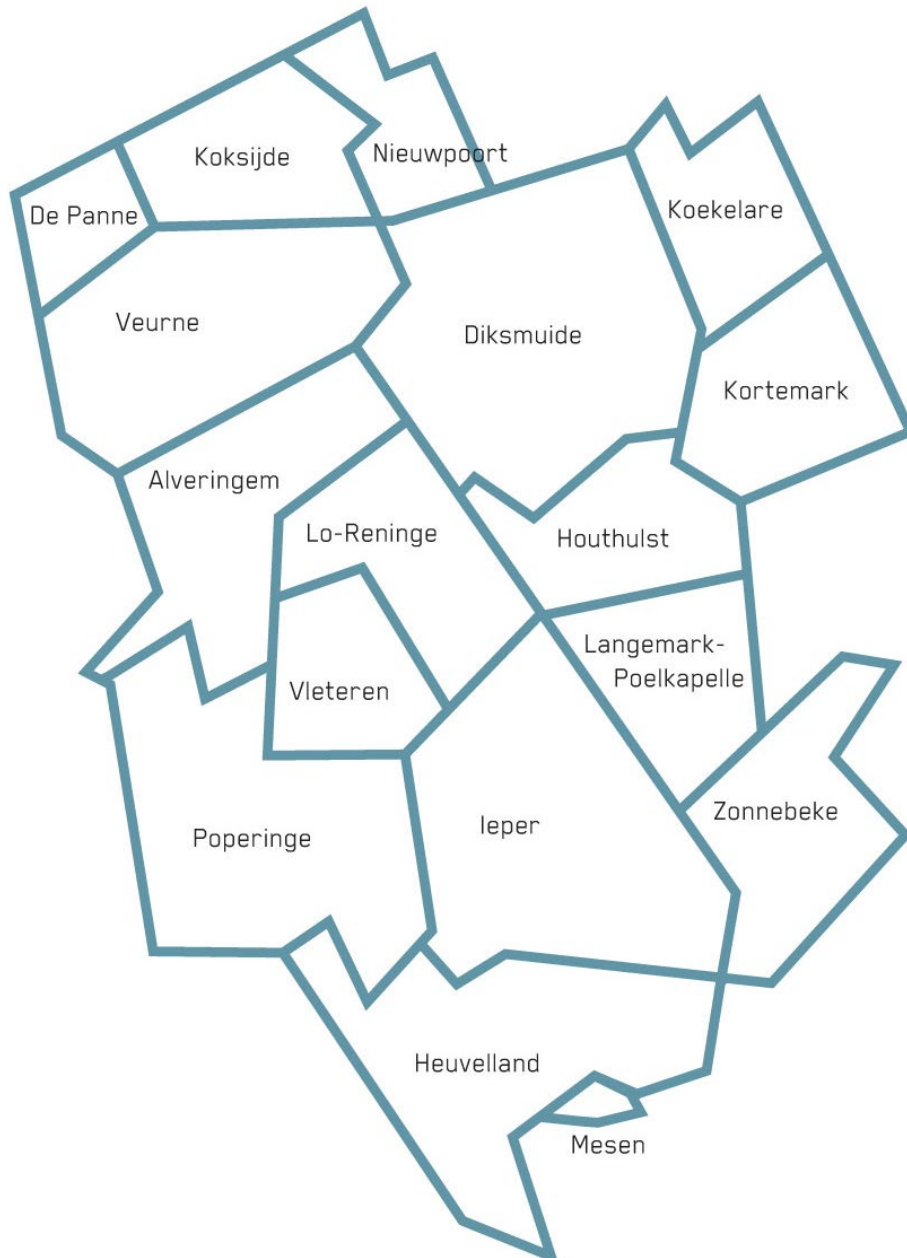 Koksijde
Nieuwpoort
De Panne
Koekelare
Veurne
Diksmuide
Kortemark
Alveringem
Lo-Reninge
Houthulst
Langemark-
Poelkapelle
Vleteren
Zonnebeke
Ieper
Poperinge
Heuvelland
Mesen